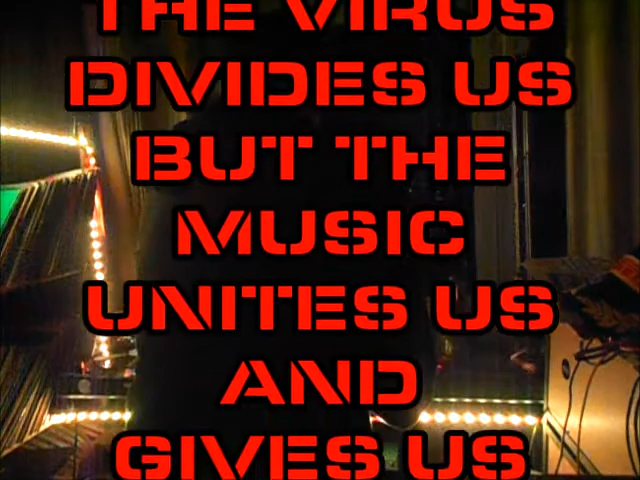 THE VIRUS
DIVIDES US
BUT THE
MUSIC
UNITES US
AND
GIVES US